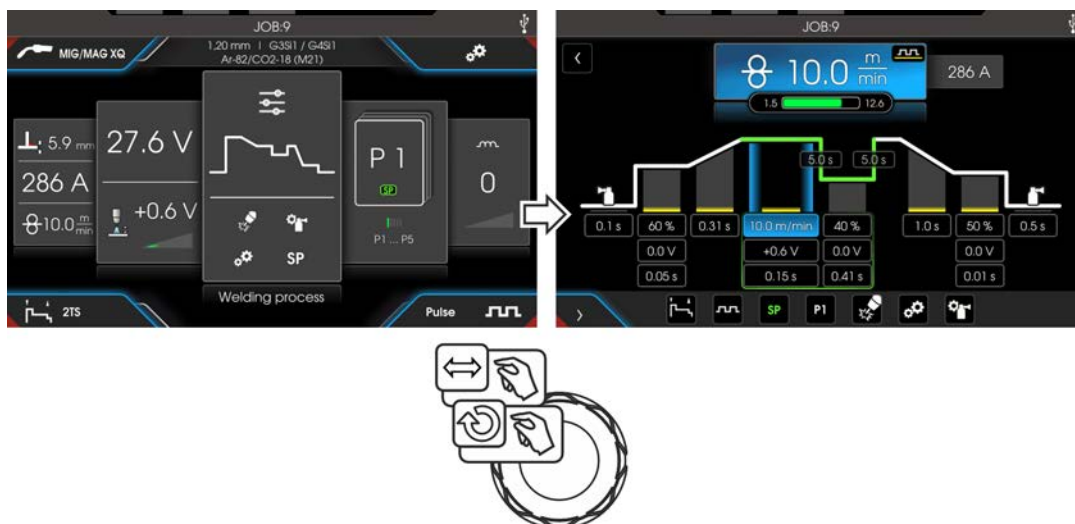 JOB:9
MIG/MAG XQ
1,20 mm I G3Si1 / G4Si1
Ar-82/CO2-18 (M21)
5.9 mm
286 A
10.0 m/min
27.6 V
+0.6 V
SP
Welding process
P 1
SP
P1 ... P5
0
2TS
Pulse
JOB:9
10.0 m/min
286 A
1.5 12.6
5.0 s 5.0 s
0.1 s 60 % 0.31 s 10.0 m/min 40 % 1.0 s 50 % 0.5 s
0.0 V +0.6 V 0.0 V 0.0 V
0.05 s 0.15 s 0.41 s 0.01 s
SP P1